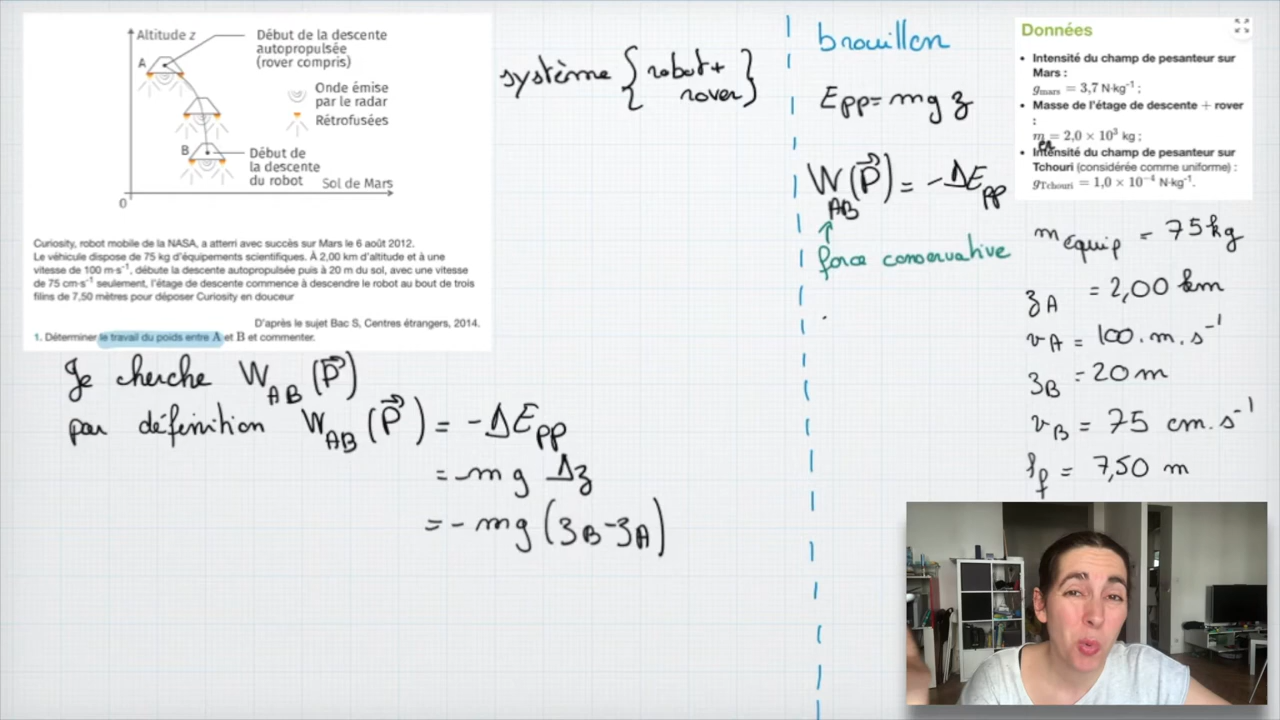 Altitude z
A
Début de la descente
autopropulsée
(rover compris)
Onde émise
par le radar
Rétrofusées
B
Début de
la descente
du robot
Sol de Mars
0
Curiosity, robot mobile de la NASA, a atterri avec succès sur Mars le 6 août 2012.
Le véhicule dispose de 75 kg d'équipements scientifiques. À 2,00 km d'altitude et à une
vitesse de 100 m·s⁻¹, débute la descente autopropulsée puis à 20 m du sol, avec une vitesse
de 75 cm·s⁻¹ seulement, l'étage de descente commence à descendre le robot au bout de trois
filins de 7,50 mètres pour déposer Curiosity en douceur
D'après le sujet Bac S, Centres étrangers, 2014.
1. Déterminer le travail du poids entre A et B et commenter.
système { robot +
rover }
Je cherche W_AB (P⃗)
par définition W_AB (P⃗) = -ΔE_pp
= -mg Δz
= - mg (z_B - z_A)
brouillon
E_pp = mg z
W_AB (P⃗) = -ΔE_pp
↑
force conservative
Données
• Intensité du champ de pesanteur sur
Mars :
g_mars = 3,7 N·kg⁻¹ ;
• Masse de l'étage de descente + rover
:
m_er = 2,0 × 10³ kg ;
• Intensité du champ de pesanteur sur
Tchouri (considérée comme uniforme) :
g_Tchouri = 1,0 × 10⁻⁴ N·kg⁻¹.
m_équip = 75 kg
z_A = 2,00 km
v_A = 100. m. s⁻¹
z_B = 20 m
v_B = 75 cm. s⁻¹
l_f = 7,50 m